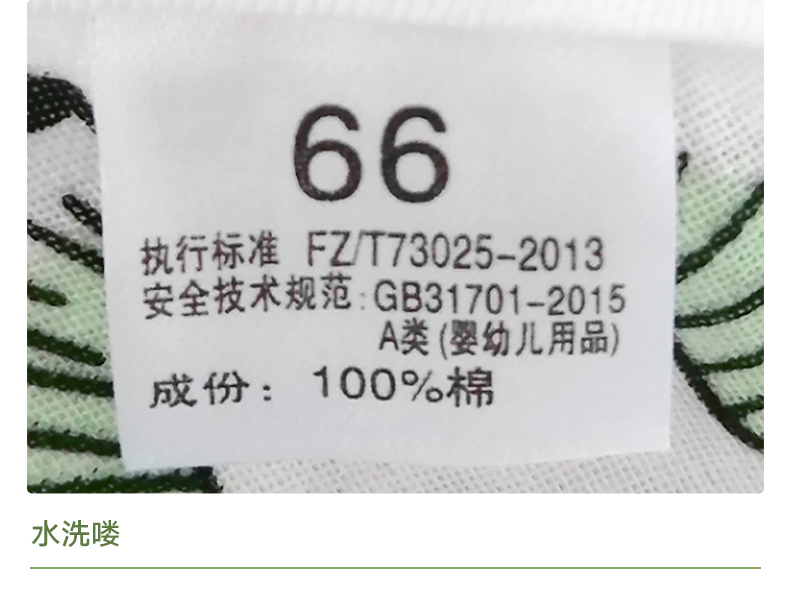 66
执行标准 FZ/T73025-2013
安全技术规范:GB31701-2015
A类(婴幼儿用品)
成份: 100%棉
水洗喽